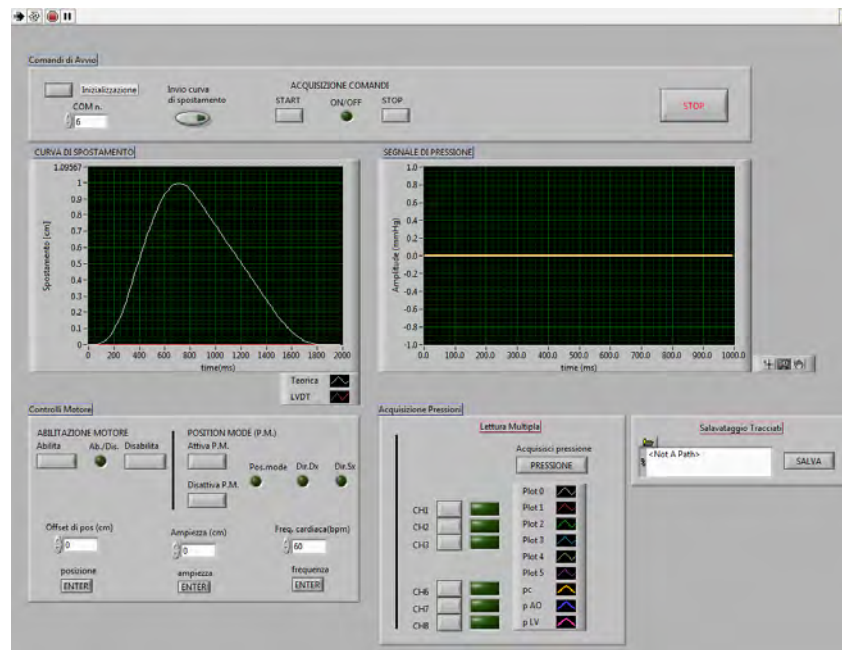 Comandi di Avvio
Inizializzazione
COM n.
6
Invio curva
di spostamento
ACQUISIZIONE COMANDI
START ON/OFF STOP
STOP
CURVA DI SPOSTAMENTO
1.09567
1
0.9
0.8
0.7
0.6
0.5
0.4
0.3
0.2
0.1
0
Spostamento [cm]
0 200 400 600 800 1000 1200 1400 1600 1800 2000
time(ms)
Teorica
LVDT
SEGNALE DI PRESSIONE
1.0
0.8
0.6
0.4
0.2
0.0
-0.2
-0.4
-0.6
-0.8
-1.0
Amplitude (mmHg)
0.0 100.0 200.0 300.0 400.0 500.0 600.0 700.0 800.0 900.0 1000.0
time (ms)
Controlli Motore
ABILITAZIONE MOTORE
Abilita Ab./Dis. Disabilita
POSITION MODE (P.M.)
Attiva P.M.
Pos.mode Dir.Dx Dir.Sx
Disattiva P.M.
Offset di pos (cm)
0
posizione
ENTER
Ampiezza (cm)
0
ampiezza
ENTER
Freq. cardiaca(bpm)
60
frequenza
ENTER
Acquisizione Pressioni
Lettura Multipla
Acquisisci pressione
PRESSIONE
CH1
CH2
CH3
CH6
CH7
CH8
Plot 0
Plot 1
Plot 2
Plot 3
Plot 4
Plot 5
pc
p AO
p LV
Salavataggio Tracciati
<Not A Path>
SALVA